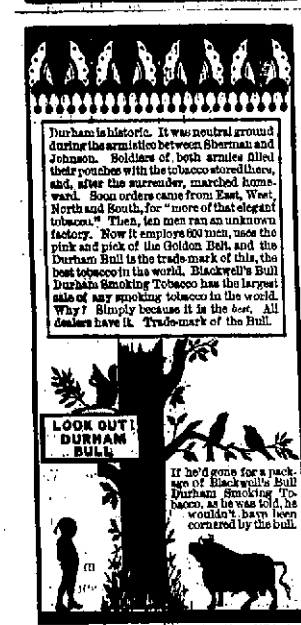 Durham is historic. It was neutral ground
during the armistice between Sherman and
Johnson. Soldiers of both armies filled
their pouches with the tobacco stored there,
and, after the surrender, marched home-
ward. Soon orders came from East, West,
North and South, for “more of that elegant
tobacco.” Then, ten men ran an unknown
factory. Now it employs 800 men, uses the
pink and pick of the Golden Belt, and the
Durham Bull is the trade-mark of this, the
best tobacco in the world. Blackwell's Bull
Durham Smoking Tobacco has the largest
sale of any smoking tobacco in the world.
Why? Simply because it is the best. All
dealers have it. Trade-mark of the Bull.
LOOK OUT!
DURHAM
BULL
If he'd gone for a pack-
age of Blackwell's Bull
Durham Smoking To-
bacco, as he was told, he
wouldn't have been
cornered by the bull.